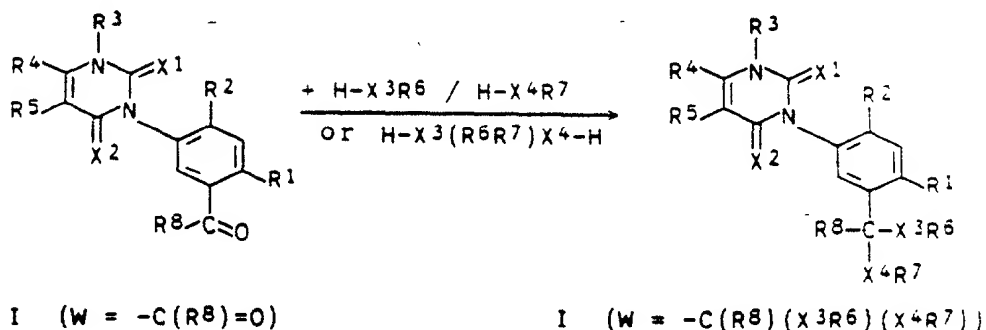 R3
R4
N
X1
R5
N
R2
X2
R1
R8
C
O
+ H-X3R6 / H-X4R7
or H-X3(R6R7)X4-H
R3
R4
N
X1
R5
N
R2
X2
R1
R8-C-X3R6
X4R7
I (W = -C(R8)=O)
I (W = -C(R8)(X3R6)(X4R7))